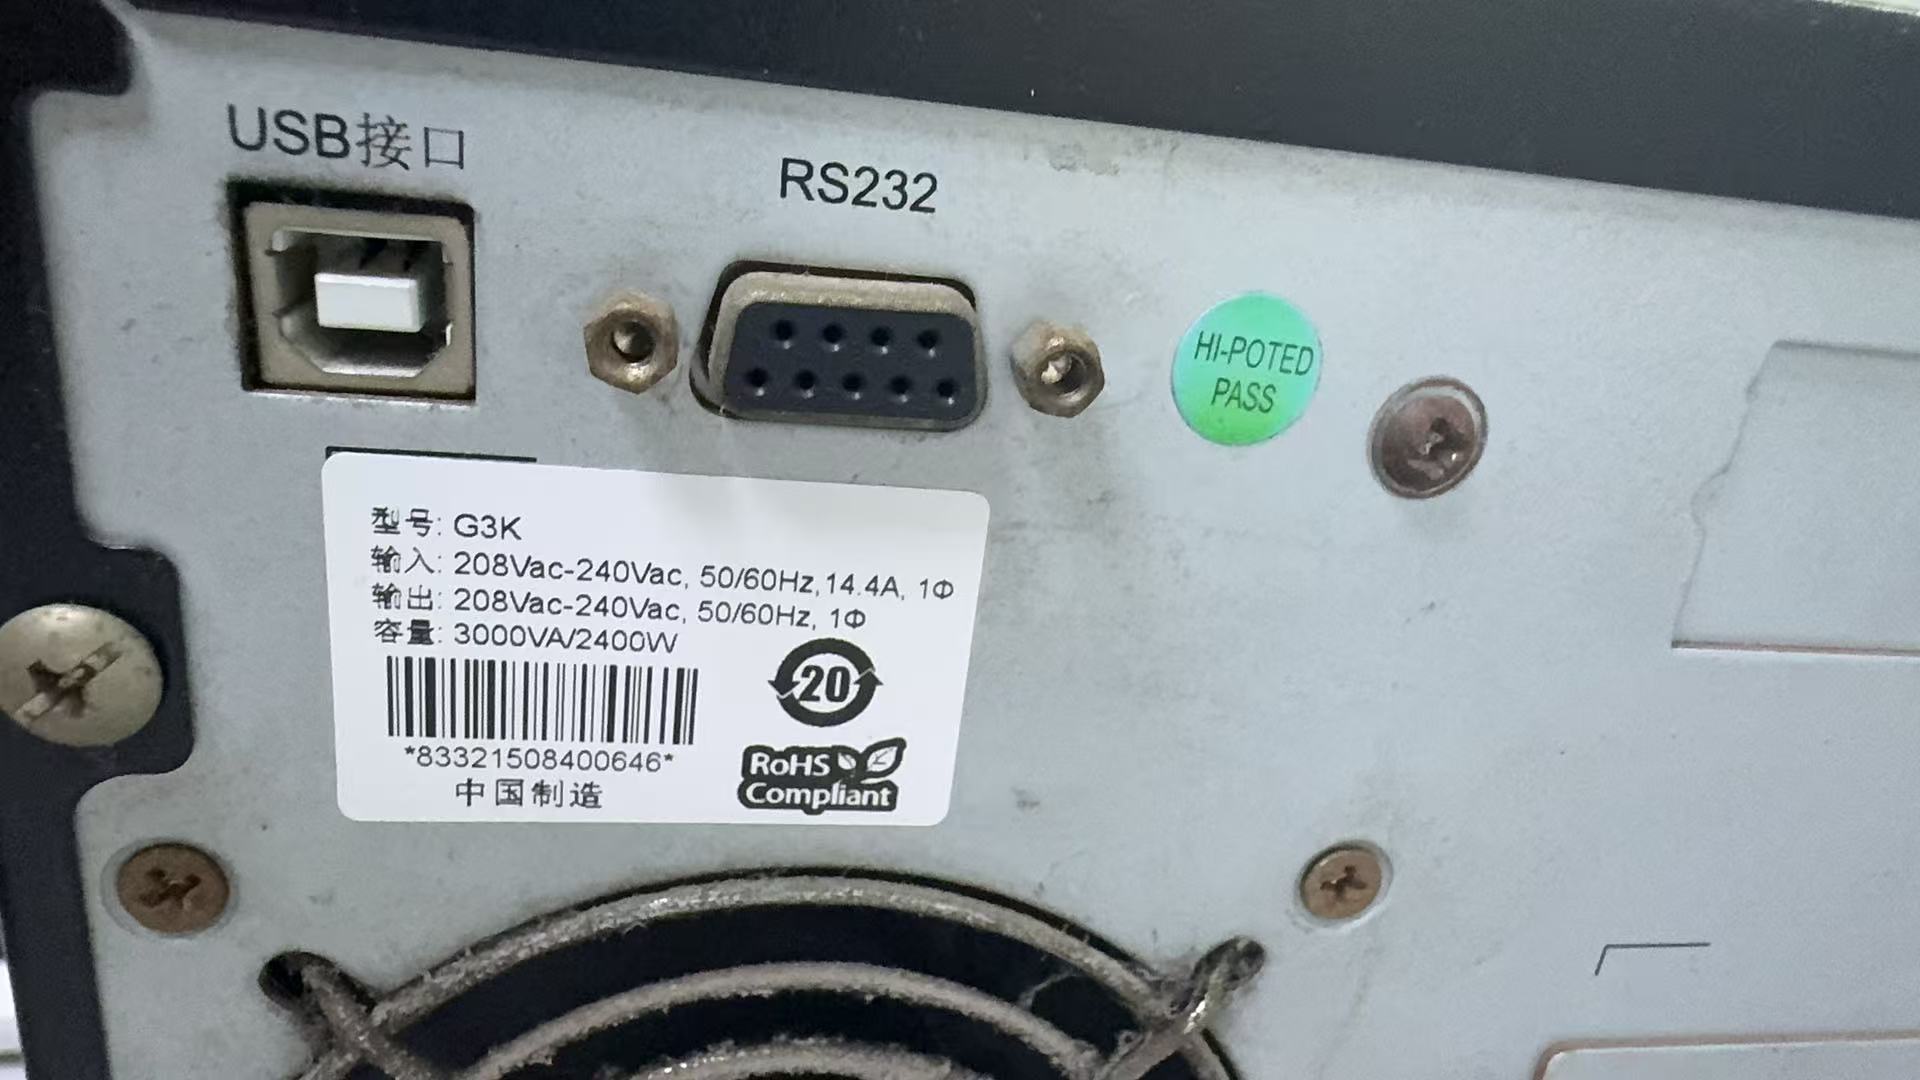 USB接口
RS232
HI-POTED
PASS
型号: G3K
输入: 208Vac-240Vac, 50/60Hz,14.4A, 1Φ
输出: 208Vac-240Vac, 50/60Hz, 1Φ
容量: 3000VA/2400W
20
*83321508400646*
RoHS
Compliant
中国制造